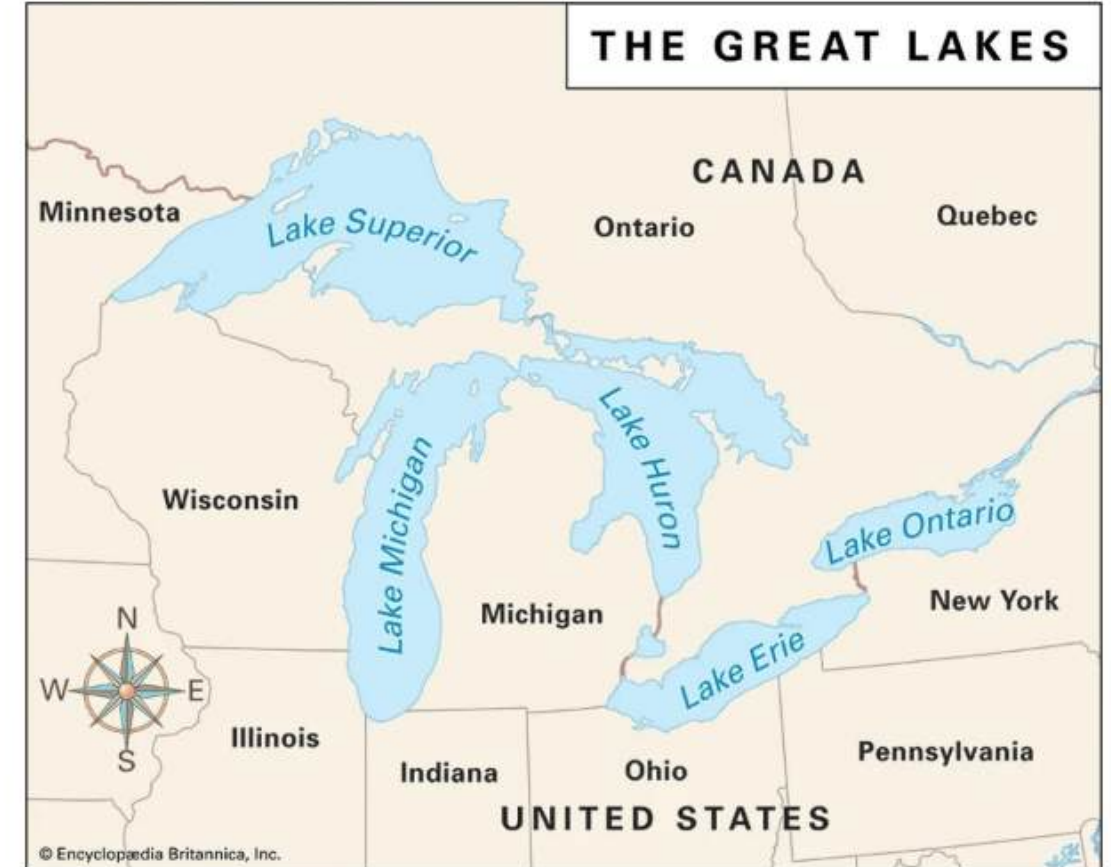 THE GREAT LAKES
CANADA
Minnesota
Ontario
Quebec
Lake Superior
Lake Huron
Lake Michigan
Wisconsin
Lake Ontario
Michigan
New York
N
W
E
S
Lake Erie
Illinois
Indiana
Ohio
Pennsylvania
UNITED STATES
© Encyclopædia Britannica, Inc.